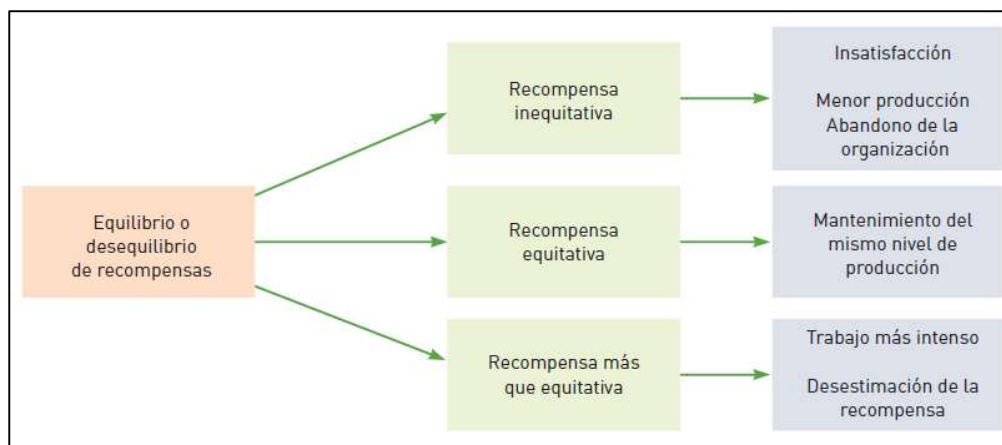 Equilibrio o
desequilibrio
de recompensas
Recompensa
inequitativa
Insatisfacción
Menor producción
Abandono de la
organización
Recompensa
equitativa
Mantenimiento del
mismo nivel de
producción
Recompensa más
que equitativa
Trabajo más intenso
Desestimación de la
recompensa